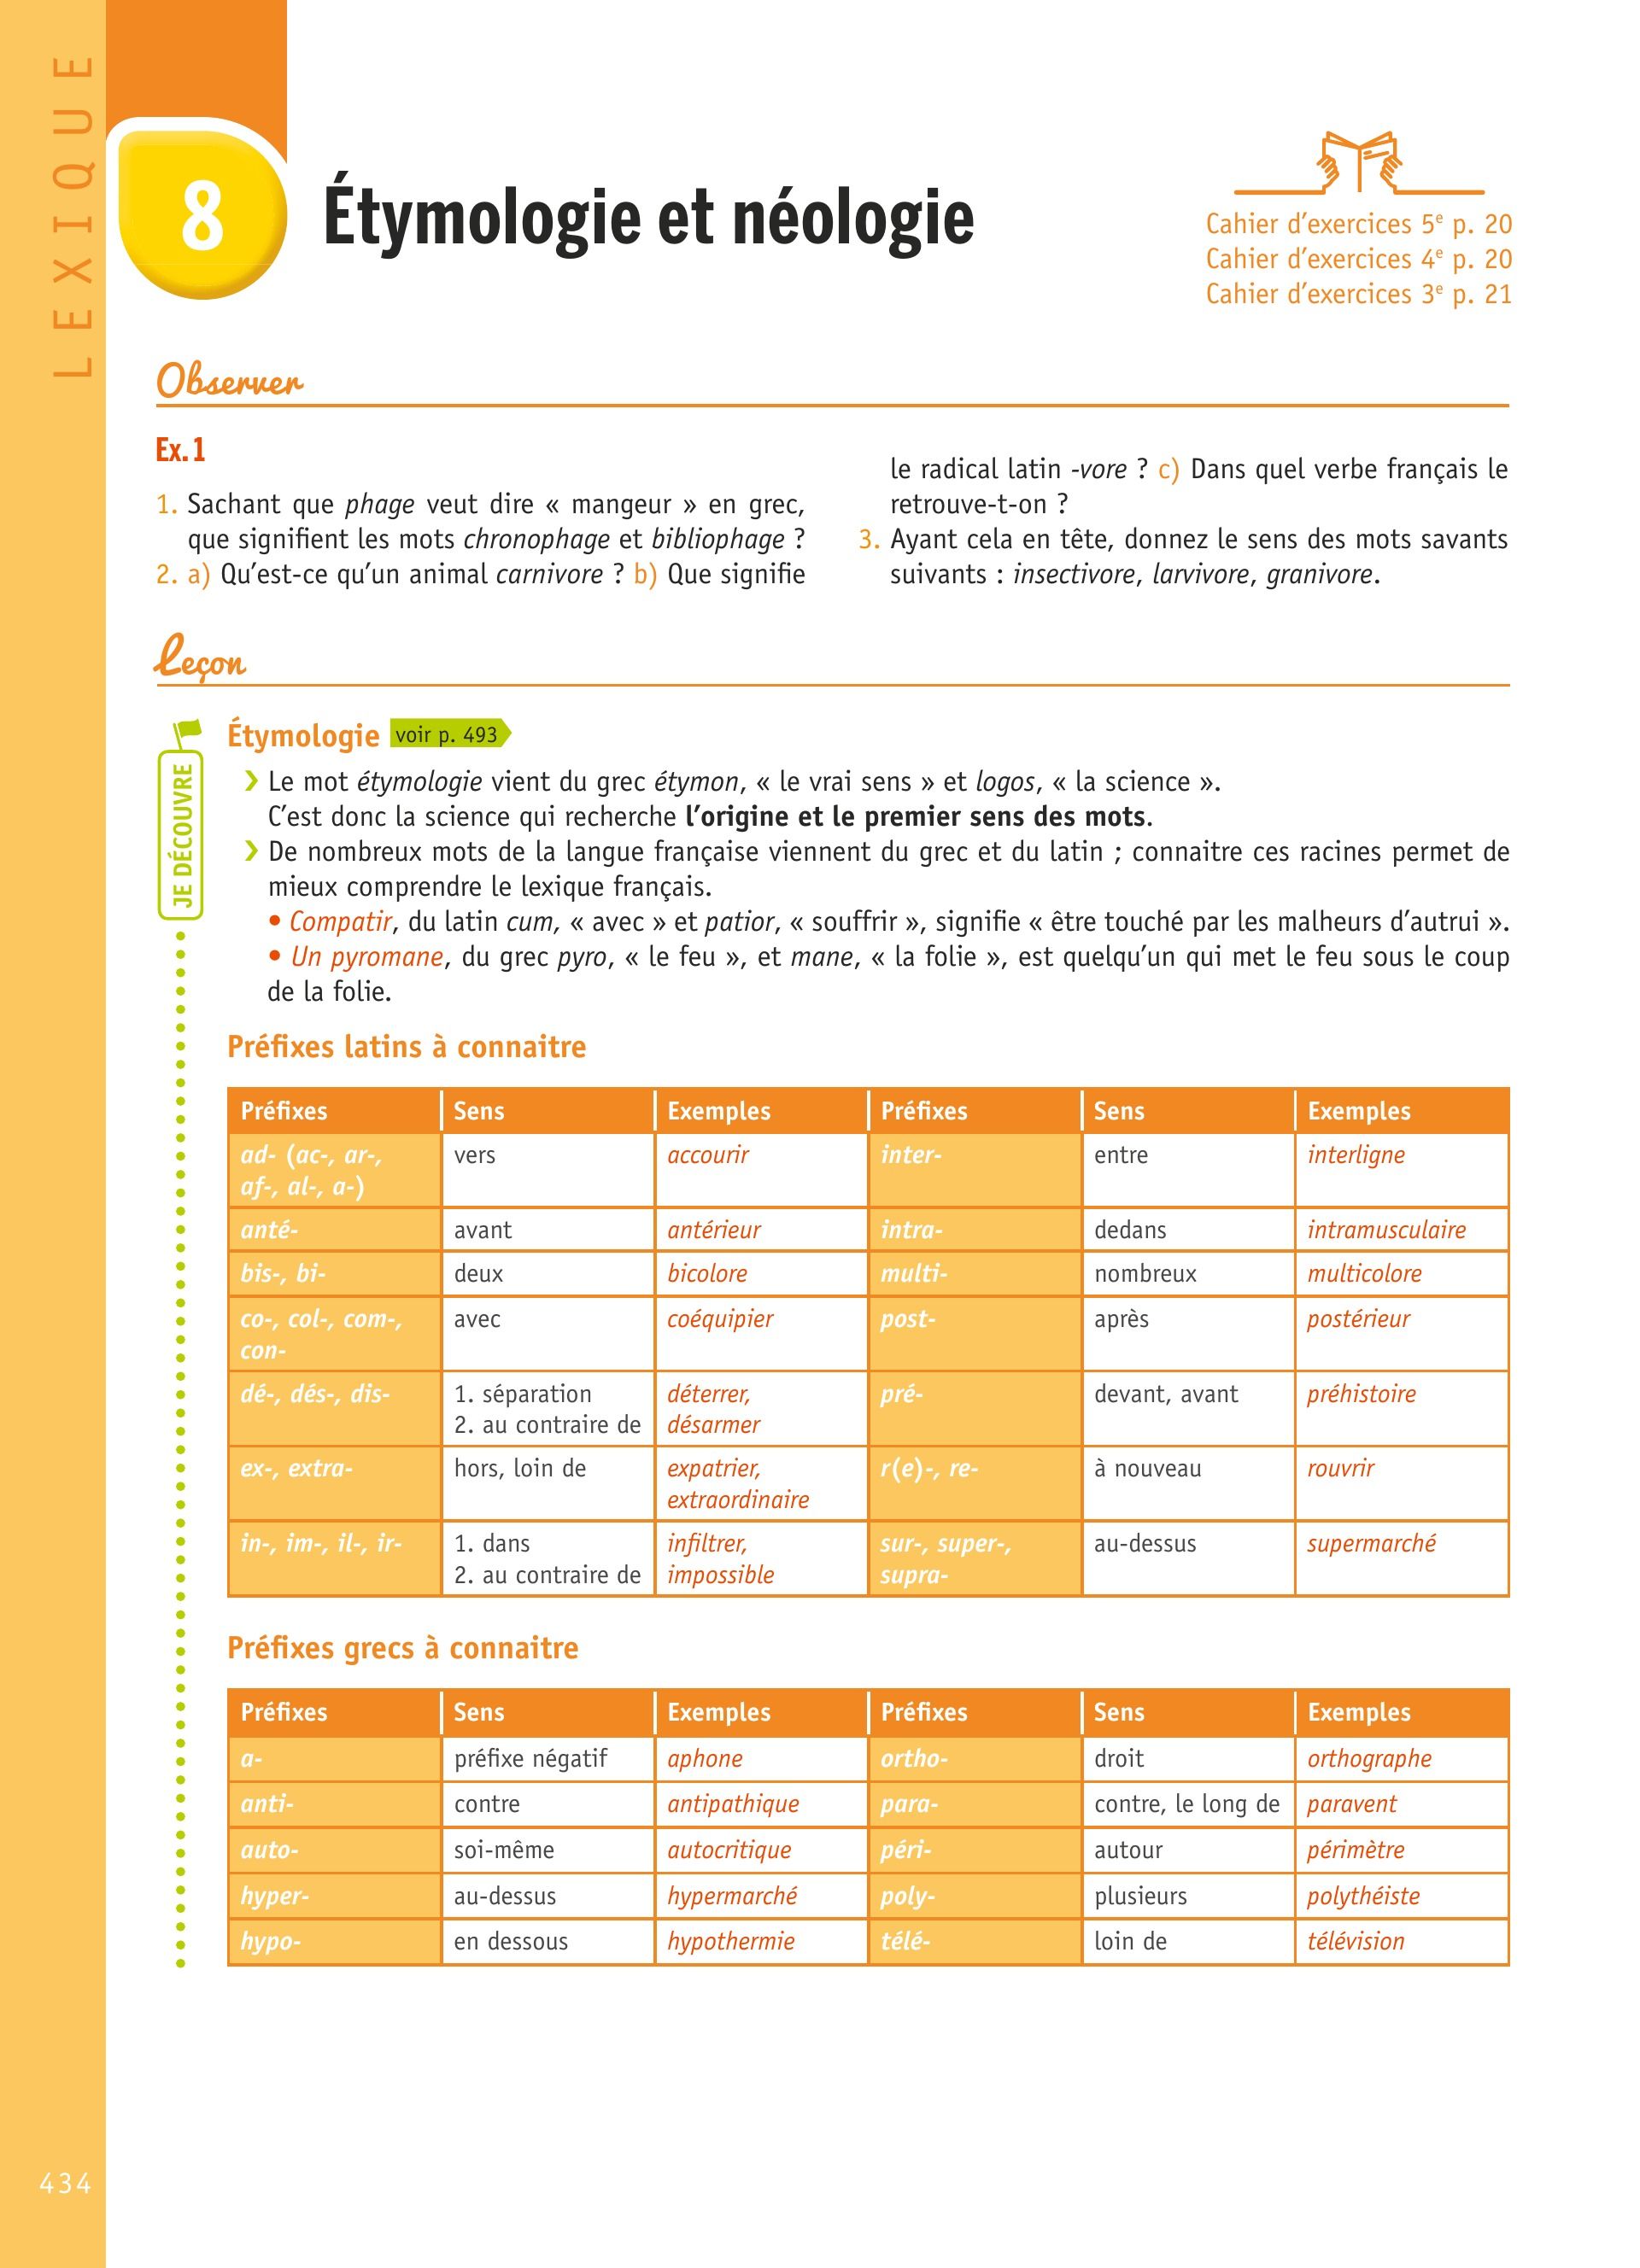 LEXIQUE
8
Étymologie et néologie
Cahier d'exercices 5e p. 20
Cahier d'exercices 4e p. 20
Cahier d'exercices 3e p. 21
Observer
Ex. 1
1. Sachant que phage veut dire « mangeur » en grec,
que signifient les mots chronophage et bibliophage ?
2. a) Qu'est-ce qu'un animal carnivore ? b) Que signifie
le radical latin -vore ? c) Dans quel verbe français le
retrouve-t-on ?
3. Ayant cela en tête, donnez le sens des mots savants
suivants : insectivore, larvivore, granivore.
Leçon
JE DÉCOUVRE
Étymologie voir p. 493
› Le mot étymologie vient du grec étymon, « le vrai sens » et logos, « la science ».
C'est donc la science qui recherche l'origine et le premier sens des mots.
› De nombreux mots de la langue française viennent du grec et du latin ; connaitre ces racines permet de
mieux comprendre le lexique français.
• Compatir, du latin cum, « avec » et patior, « souffrir », signifie « être touché par les malheurs d'autrui ».
• Un pyromane, du grec pyro, « le feu », et mane, « la folie », est quelqu'un qui met le feu sous le coup
de la folie.
Préfixes latins à connaitre
Préfixes Sens Exemples Préfixes Sens Exemples
ad- (ac-, ar-, vers accourir inter- entre interligne
af-, al-, a-)
anté- avant antérieur intra- dedans intramusculaire
bis-, bi- deux bicolore multi- nombreux multicolore
co-, col-, com-, avec coéquipier post- après postérieur
con-
dé-, dés-, dis- 1. séparation déterrer, pré- devant, avant préhistoire
2. au contraire de désarmer
ex-, extra- hors, loin de expatrier, r(e)-, re- à nouveau rouvrir
extraordinaire
in-, im-, il-, ir- 1. dans infiltrer, sur-, super-, au-dessus supermarché
2. au contraire de impossible supra-
Préfixes grecs à connaitre
Préfixes Sens Exemples Préfixes Sens Exemples
a- préfixe négatif aphone ortho- droit orthographe
anti- contre antipathique para- contre, le long de paravent
auto- soi-même autocritique péri- autour périmètre
hyper- au-dessus hypermarché poly- plusieurs polythéiste
hypo- en dessous hypothermie télé- loin de télévision
434